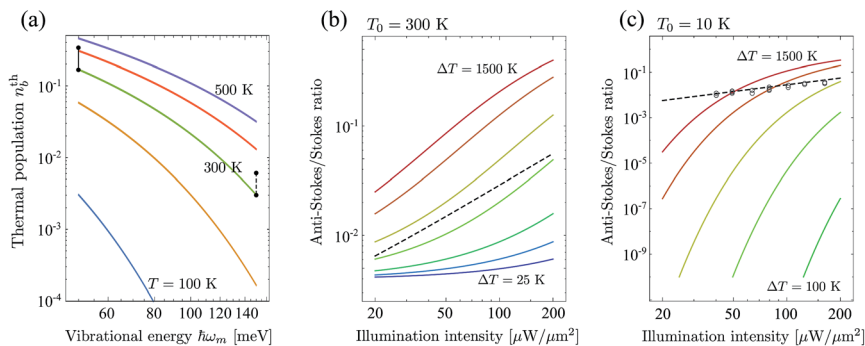 (a)
Thermal population n_b^th
10^-1
10^-2
10^-3
10^-4
500 K
300 K
T = 100 K
60 80 100 120 140
Vibrational energy ℏω_m [meV]
(b)
T_0 = 300 K
Anti-Stokes/Stokes ratio
10^-1
10^-2
ΔT = 1500 K
ΔT = 25 K
20 50 100 200
Illumination intensity [μW/μm²]
(c)
T_0 = 10 K
Anti-Stokes/Stokes ratio
10^-1
10^-3
10^-5
10^-7
10^-9
ΔT = 1500 K
ΔT = 100 K
20 50 100 200
Illumination intensity [μW/μm²]